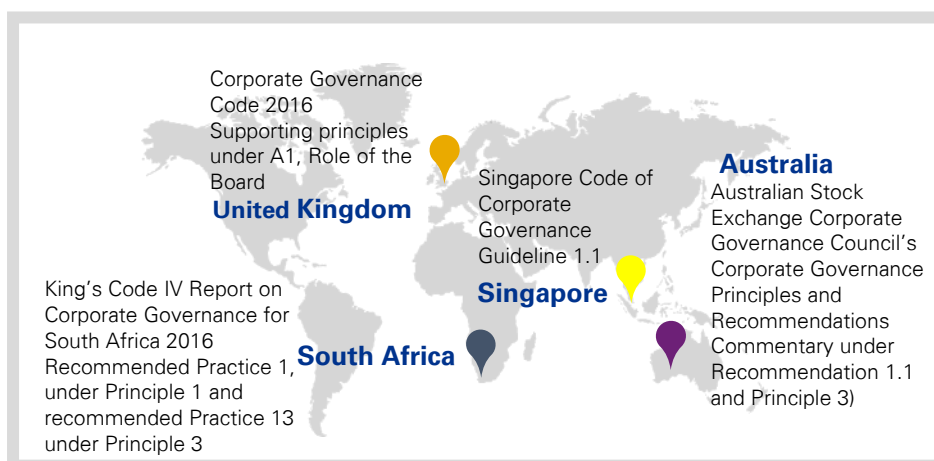 Corporate Governance
Code 2016
Supporting principles
under A1, Role of the
Board
United Kingdom
Singapore Code of
Corporate
Governance
Guideline 1.1
Singapore
Australia
Australian Stock
Exchange Corporate
Governance Council’s
Corporate Governance
Principles and
Recommendations
Commentary under
Recommendation 1.1
and Principle 3)
King’s Code IV Report on
Corporate Governance for
South Africa 2016
Recommended Practice 1,
under Principle 1 and
recommended Practice 13
under Principle 3
South Africa